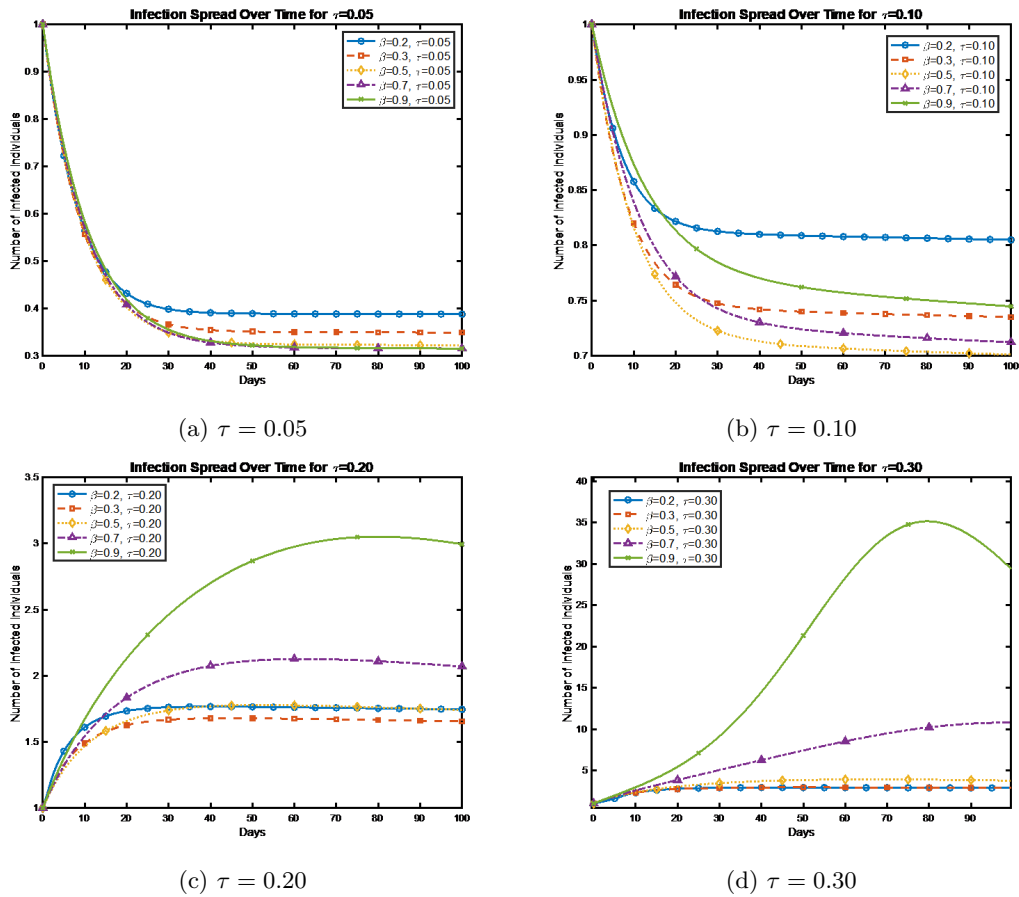 Infection Spread Over Time for τ=0.05
Number of Infected Individuals
1
0.9
0.8
0.7
0.6
0.5
0.4
0.3
β=0.2, τ=0.05
β=0.3, τ=0.05
β=0.5, τ=0.05
β=0.7, τ=0.05
β=0.9, τ=0.05
0 10 20 30 40 50 60 70 80 90 100
Days
(a) τ = 0.05
Infection Spread Over Time for τ=0.10
Number of Infected Individuals
1
0.95
0.9
0.85
0.8
0.75
0.7
β=0.2, τ=0.10
β=0.3, τ=0.10
β=0.5, τ=0.10
β=0.7, τ=0.10
β=0.9, τ=0.10
0 10 20 30 40 50 60 70 80 90 100
Days
(b) τ = 0.10
Infection Spread Over Time for τ=0.20
Number of Infected Individuals
3.5
3
2.5
2
1.5
1
β=0.2, τ=0.20
β=0.3, τ=0.20
β=0.5, τ=0.20
β=0.7, τ=0.20
β=0.9, τ=0.20
0 10 20 30 40 50 60 70 80 90 100
Days
(c) τ = 0.20
Infection Spread Over Time for τ=0.30
Number of Infected Individuals
40
35
30
25
20
15
10
5
β=0.2, τ=0.30
β=0.3, τ=0.30
β=0.5, τ=0.30
β=0.7, τ=0.30
β=0.9, τ=0.30
0 10 20 30 40 50 60 70 80 90
Days
(d) τ = 0.30